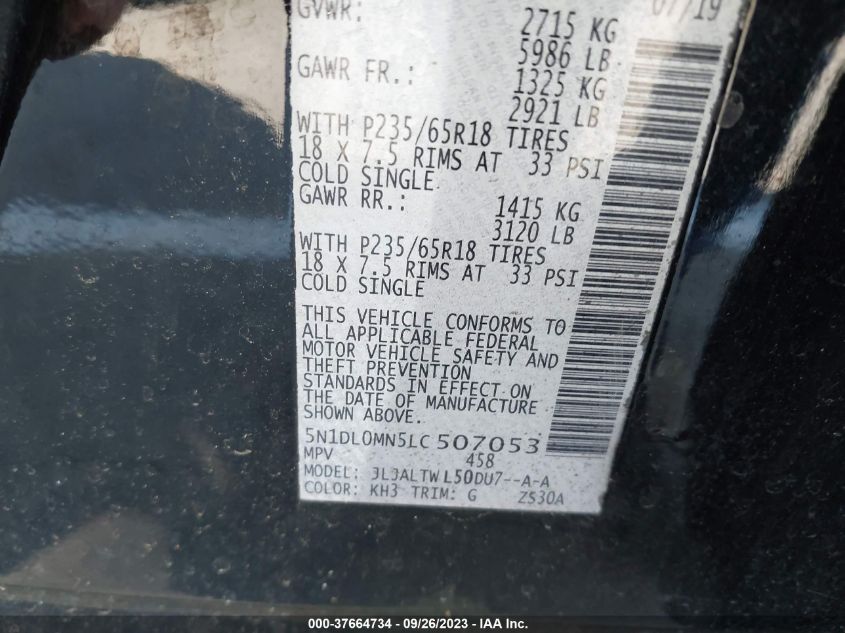 GVWR: 07/19
2715 KG
5986 LB
GAWR FR.: 1325 KG
2921 LB
WITH P235/65R18 TIRES
18 X 7.5 RIMS AT 33 PSI
COLD SINGLE
GAWR RR.: 1415 KG
3120 LB
WITH P235/65R18 TIRES
18 X 7.5 RIMS AT 33 PSI
COLD SINGLE
THIS VEHICLE CONFORMS TO
ALL APPLICABLE FEDERAL
MOTOR VEHICLE SAFETY AND
THEFT PREVENTION
STANDARDS IN EFFECT ON
THE DATE OF MANUFACTURE
SHOWN ABOVE.
5N1DL0MN5LC507053
MPV 458
MODEL: JLJALTWL50DU7--A-A
COLOR: KH3 TRIM: G ZS30A
000-37664734 - 09/26/2023 - IAA Inc.